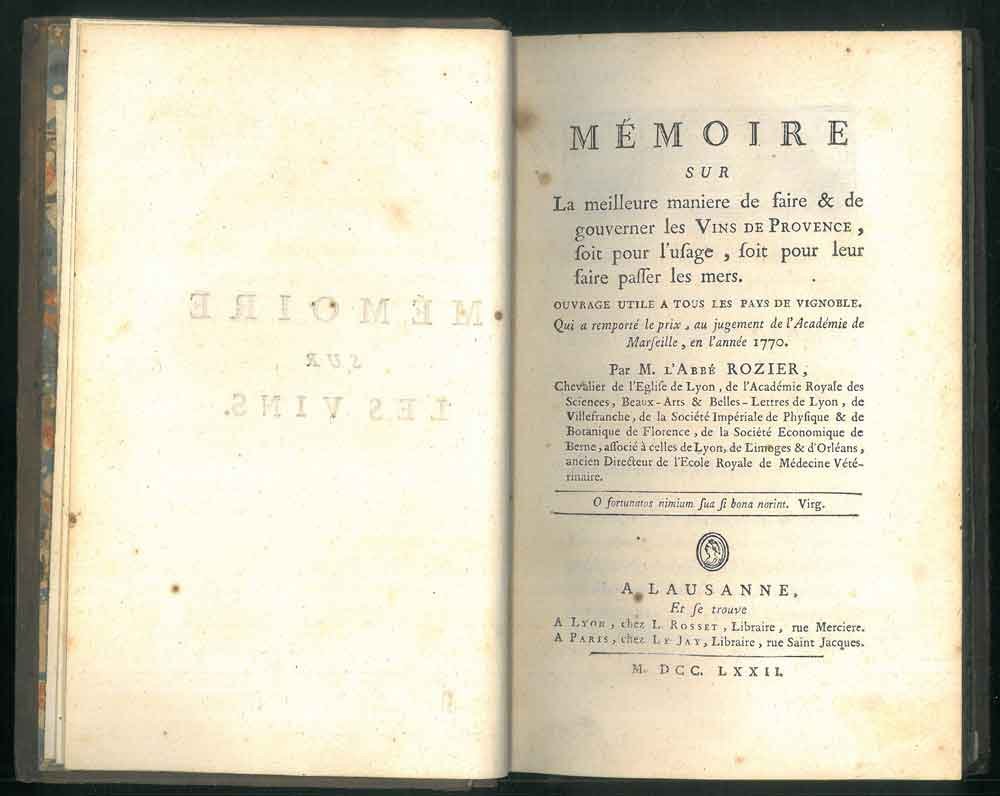 MÉMOIRE
SUR
LES VINS.
MÉMOIRE
SUR
La meilleure maniere de faire & de
gouverner les VINS DE PROVENCE,
ſoit pour l'uſage, ſoit pour leur
faire paſſer les mers.
OUVRAGE UTILE A TOUS LES PAYS DE VIGNOBLE.
Qui a remporté le prix, au jugement de l'Académie de
Marſeille, en l'année 1770.
Par M. L'ABBÉ ROZIER,
Chevalier de l'Egliſe de Lyon, de l'Académie Royale des
Sciences, Beaux-Arts & Belles-Lettres de Lyon, de
Villefranche, de la Société Impériale de Phyſique & de
Botanique de Florence, de la Société Economique de
Berne, aſſocié à celles de Lyon, de Limoges & d'Orléans,
ancien Directeur de l'Ecole Royale de Médecine Vété-
rinaire.
O fortunatos nimium ſua ſi bona norint. Virg.
A LAUSANNE,
Et ſe trouve
A LYON, chez L. ROSSET, Libraire, rue Merciere.
A PARIS, chez LE JAY, Libraire, rue Saint Jacques.
M. DCC. LXXII.